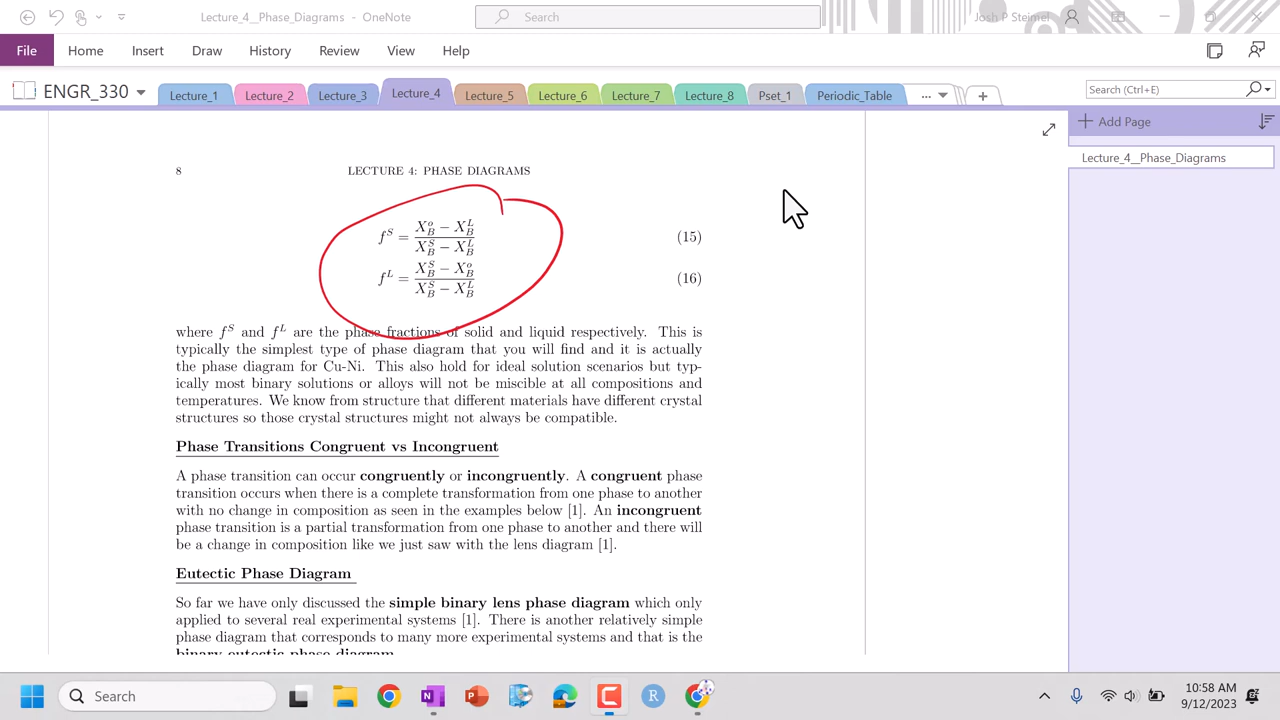 Lecture_4__Phase_Diagrams - OneNote
Search
Josh P Steimel
File Home Insert Draw History Review View Help
ENGR_330
Lecture_1 Lecture_2 Lecture_3 Lecture_4 Lecture_5 Lecture_6 Lecture_7 Lecture_8 Pset_1 Periodic_Table ...
Search (Ctrl+E)
Add Page
Lecture_4__Phase_Diagrams
8 LECTURE 4: PHASE DIAGRAMS
f^S = (X_B^o − X_B^L) / (X_B^S − X_B^L) (15)
f^L = (X_B^S − X_B^o) / (X_B^S − X_B^L) (16)
where f^S and f^L are the phase fractions of solid and liquid respectively. This is
typically the simplest type of phase diagram that you will find and it is actually
the phase diagram for Cu-Ni. This also hold for ideal solution scenarios but typ-
ically most binary solutions or alloys will not be miscible at all compositions and
temperatures. We know from structure that different materials have different crystal
structures so those crystal structures might not always be compatible.
Phase Transitions Congruent vs Incongruent
A phase transition can occur congruently or incongruently. A congruent phase
transition occurs when there is a complete transformation from one phase to another
with no change in composition as seen in the examples below [1]. An incongruent
phase transition is a partial transformation from one phase to another and there will
be a change in composition like we just saw with the lens diagram [1].
Eutectic Phase Diagram
So far we have only discussed the simple binary lens phase diagram which only
applied to several real experimental systems [1]. There is another relatively simple
phase diagram that corresponds to many more experimental systems and that is the
binary eutectic phase diagram
Search
10:58 AM
9/12/2023